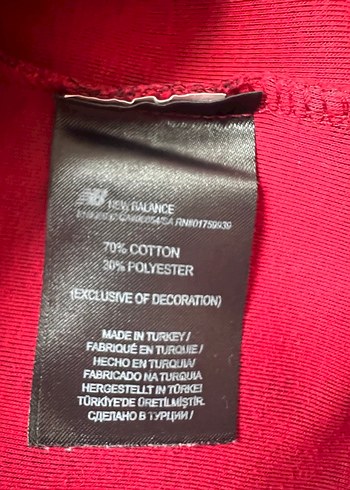 NEW BALANCE
70% COTTON
30% POLYESTER
(EXCLUSIVE OF DECORATION)
MADE IN TURKEY /
FABRIQUÉ EN TURQUIE /
HECHO EN TURQUIA/
FABRICADO NA TURQUIA
HERGESTELLT IN TÜRKEI
TÜRKİYE'DE ÜRETİLMİŞTİR.
СДЕЛАНО В ТУРЦИИ /